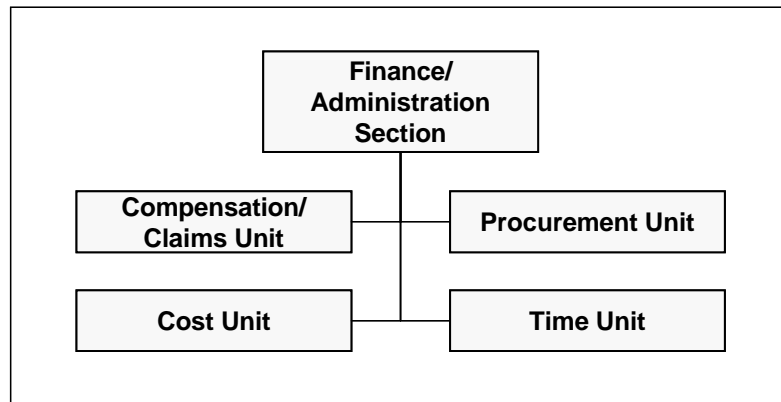 Finance/
Administration
Section
Compensation/
Claims Unit
Procurement Unit
Cost Unit
Time Unit